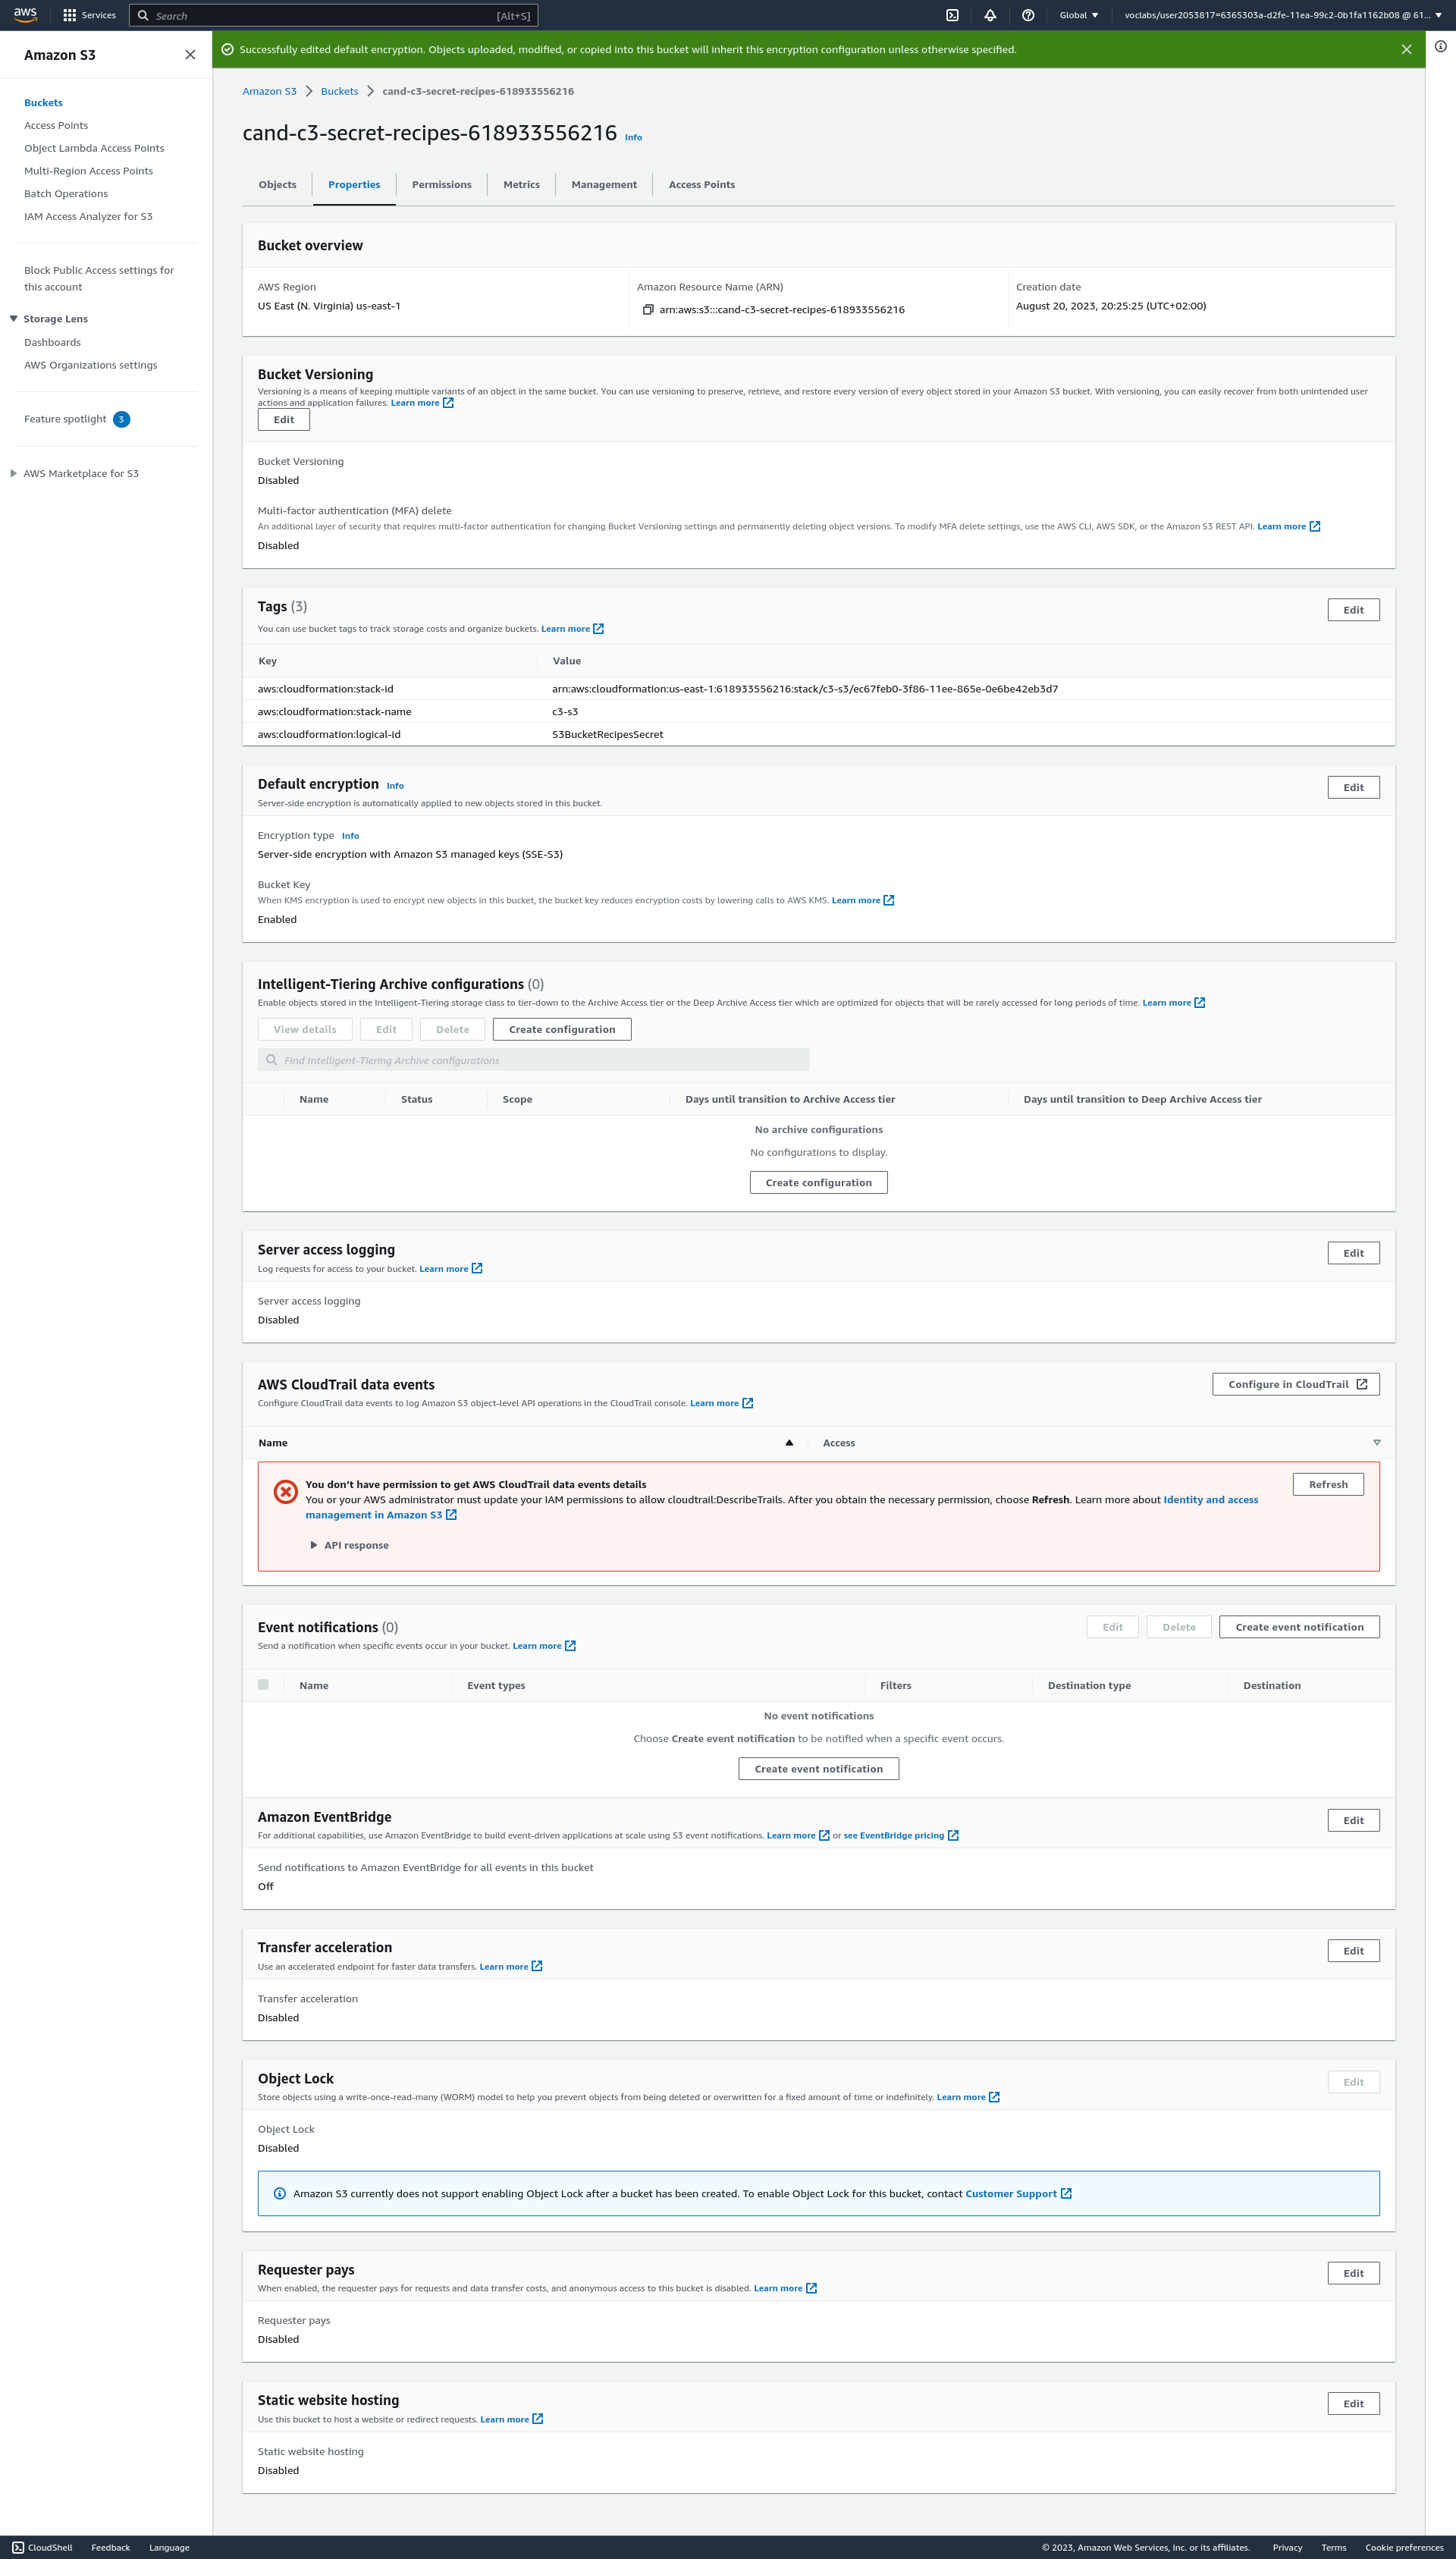 aws
Services
Search [Alt+S]
Global
voclabs/user2053817=6365303a-d2fe-11ea-99c2-0b1fa1162b08 @ 61...
Amazon S3
Buckets
Access Points
Object Lambda Access Points
Multi-Region Access Points
Batch Operations
IAM Access Analyzer for S3
Block Public Access settings for
this account
Storage Lens
Dashboards
AWS Organizations settings
Feature spotlight 3
AWS Marketplace for S3
Successfully edited default encryption. Objects uploaded, modified, or copied into this bucket will inherit this encryption configuration unless otherwise specified.
Amazon S3 > Buckets > cand-c3-secret-recipes-618933556216
cand-c3-secret-recipes-618933556216 Info
Objects Properties Permissions Metrics Management Access Points
Bucket overview
AWS Region
US East (N. Virginia) us-east-1
Amazon Resource Name (ARN)
arn:aws:s3:::cand-c3-secret-recipes-618933556216
Creation date
August 20, 2023, 20:25:25 (UTC+02:00)
Bucket Versioning
Versioning is a means of keeping multiple variants of an object in the same bucket. You can use versioning to preserve, retrieve, and restore every version of every object stored in your Amazon S3 bucket. With versioning, you can easily recover from both unintended user
actions and application failures. Learn more
Edit
Bucket Versioning
Disabled
Multi-factor authentication (MFA) delete
An additional layer of security that requires multi-factor authentication for changing Bucket Versioning settings and permanently deleting object versions. To modify MFA delete settings, use the AWS CLI, AWS SDK, or the Amazon S3 REST API. Learn more
Disabled
Tags (3)
Edit
You can use bucket tags to track storage costs and organize buckets. Learn more
Key Value
aws:cloudformation:stack-id arn:aws:cloudformation:us-east-1:618933556216:stack/c3-s3/ec67feb0-3f86-11ee-865e-0e6be42eb3d7
aws:cloudformation:stack-name c3-s3
aws:cloudformation:logical-id S3BucketRecipesSecret
Default encryption Info
Edit
Server-side encryption is automatically applied to new objects stored in this bucket.
Encryption type Info
Server-side encryption with Amazon S3 managed keys (SSE-S3)
Bucket Key
When KMS encryption is used to encrypt new objects in this bucket, the bucket key reduces encryption costs by lowering calls to AWS KMS. Learn more
Enabled
Intelligent-Tiering Archive configurations (0)
Enable objects stored in the Intelligent-Tiering storage class to tier-down to the Archive Access tier or the Deep Archive Access tier which are optimized for objects that will be rarely accessed for long periods of time. Learn more
View details Edit Delete Create configuration
Find Intelligent-Tiering Archive configurations
Name Status Scope Days until transition to Archive Access tier Days until transition to Deep Archive Access tier
No archive configurations
No configurations to display.
Create configuration
Server access logging
Edit
Log requests for access to your bucket. Learn more
Server access logging
Disabled
AWS CloudTrail data events
Configure in CloudTrail
Configure CloudTrail data events to log Amazon S3 object-level API operations in the CloudTrail console. Learn more
Name Access
You don't have permission to get AWS CloudTrail data events details
Refresh
You or your AWS administrator must update your IAM permissions to allow cloudtrail:DescribeTrails. After you obtain the necessary permission, choose Refresh. Learn more about Identity and access
management in Amazon S3
API response
Event notifications (0)
Edit Delete Create event notification
Send a notification when specific events occur in your bucket. Learn more
Name Event types Filters Destination type Destination
No event notifications
Choose Create event notification to be notified when a specific event occurs.
Create event notification
Amazon EventBridge
Edit
For additional capabilities, use Amazon EventBridge to build event-driven applications at scale using S3 event notifications. Learn more or see EventBridge pricing
Send notifications to Amazon EventBridge for all events in this bucket
Off
Transfer acceleration
Edit
Use an accelerated endpoint for faster data transfers. Learn more
Transfer acceleration
Disabled
Object Lock
Edit
Store objects using a write-once-read-many (WORM) model to help you prevent objects from being deleted or overwritten for a fixed amount of time or indefinitely. Learn more
Object Lock
Disabled
Amazon S3 currently does not support enabling Object Lock after a bucket has been created. To enable Object Lock for this bucket, contact Customer Support
Requester pays
Edit
When enabled, the requester pays for requests and data transfer costs, and anonymous access to this bucket is disabled. Learn more
Requester pays
Disabled
Static website hosting
Edit
Use this bucket to host a website or redirect requests. Learn more
Static website hosting
Disabled
CloudShell Feedback Language
© 2023, Amazon Web Services, Inc. or its affiliates. Privacy Terms Cookie preferences